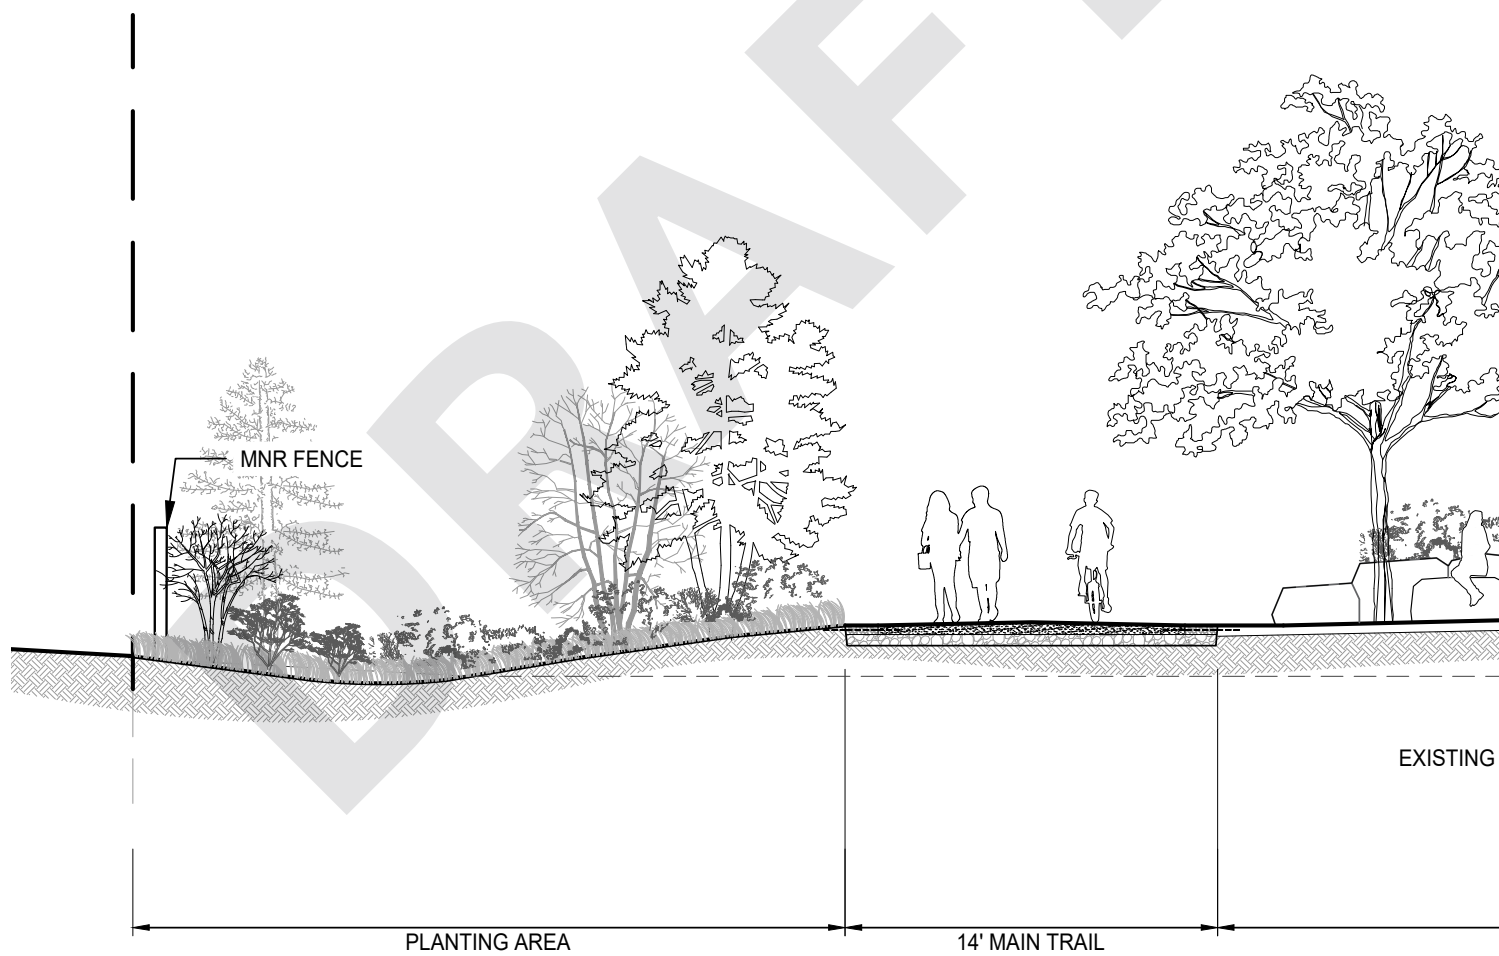 DRAFT
MNR FENCE
EXISTING
PLANTING AREA
14' MAIN TRAIL